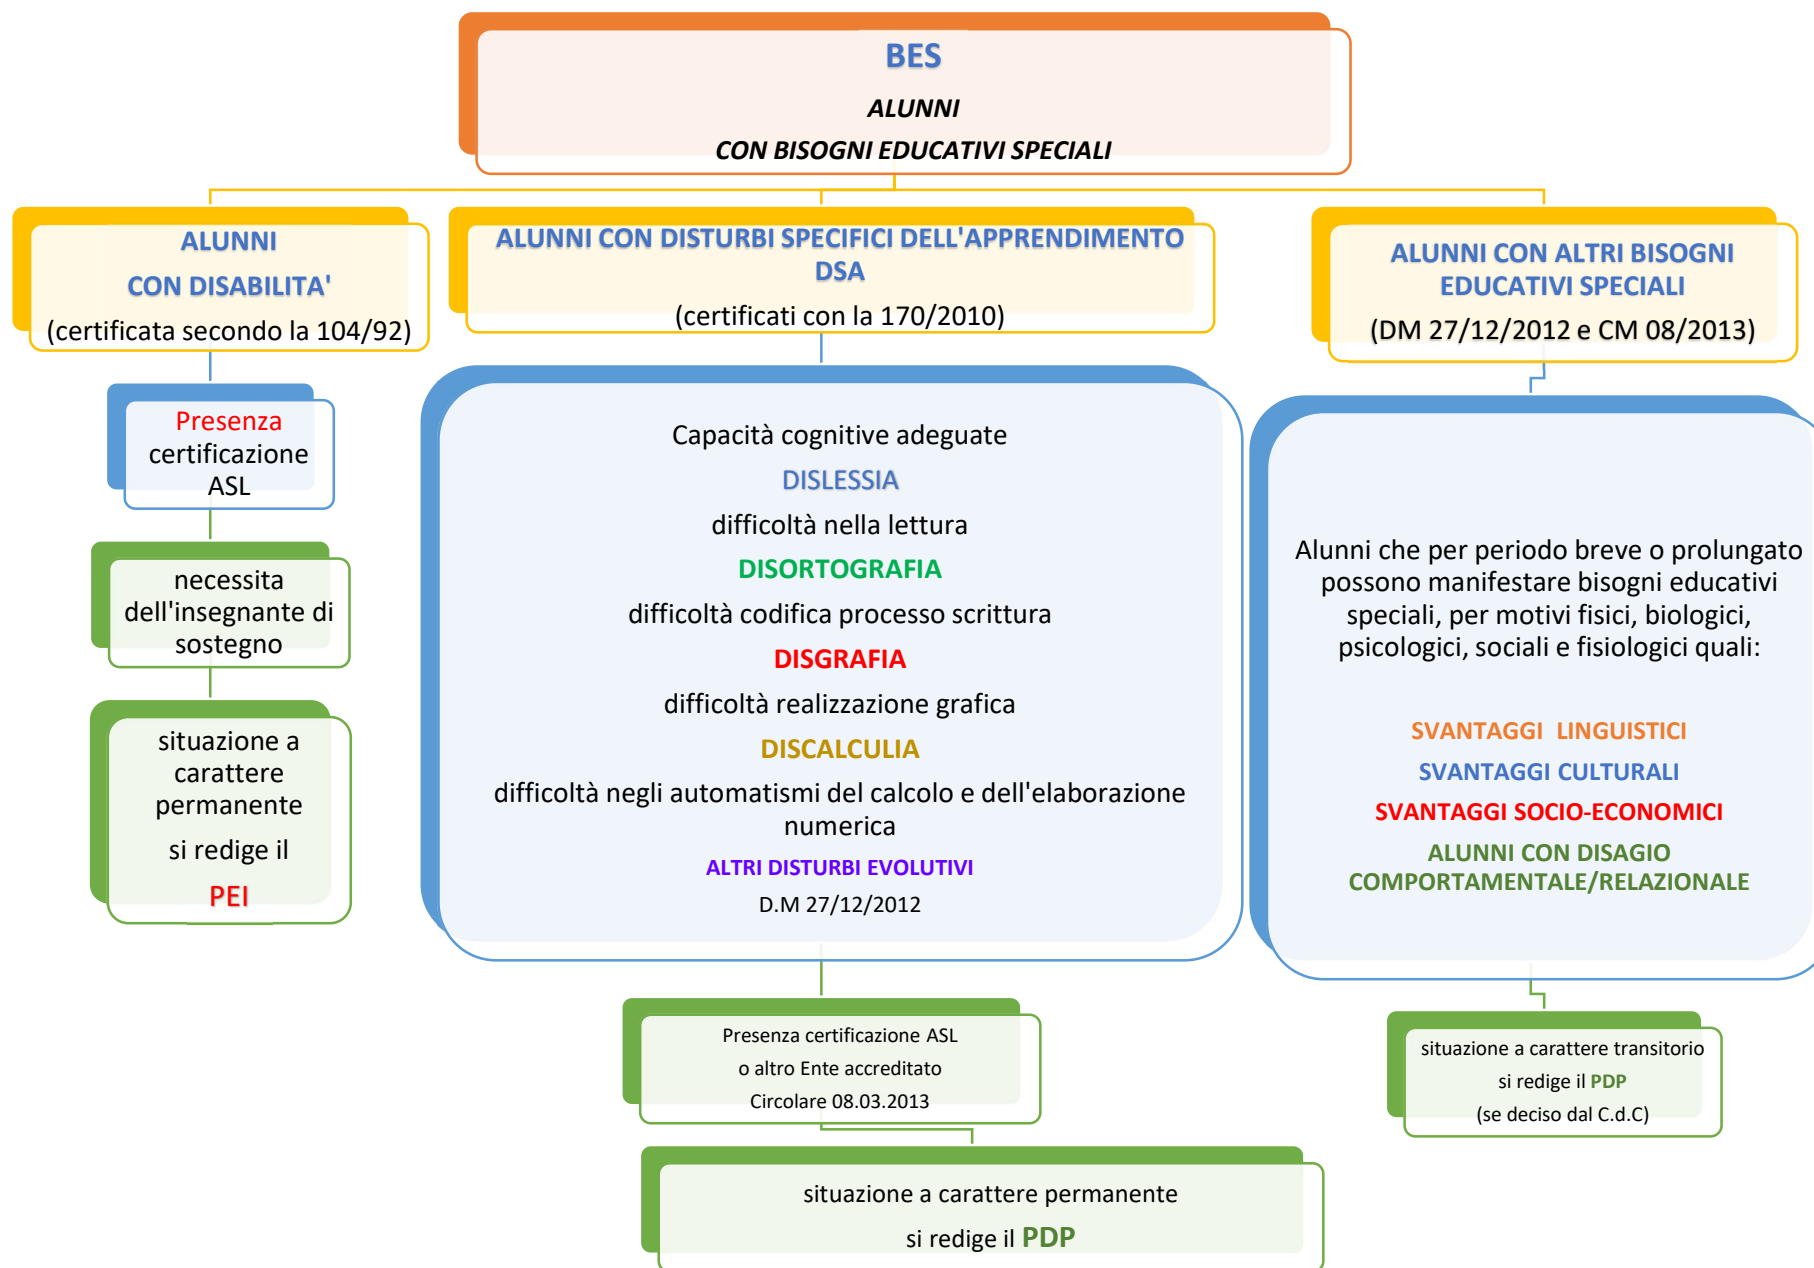 BES
ALUNNI
CON BISOGNI EDUCATIVI SPECIALI
ALUNNI
CON DISABILITA'
(certificata secondo la 104/92)
Presenza
certificazione
ASL
necessita
dell'insegnante di
sostegno
situazione a
carattere
permanente
si redige il
PEI
ALUNNI CON DISTURBI SPECIFICI DELL'APPRENDIMENTO
DSA
(certificati con la 170/2010)
Capacità cognitive adeguate
DISLESSIA
difficoltà nella lettura
DISORTOGRAFIA
difficoltà codifica processo scrittura
DISGRAFIA
difficoltà realizzazione grafica
DISCALCULIA
difficoltà negli automatismi del calcolo e dell'elaborazione
numerica
ALTRI DISTURBI EVOLUTIVI
D.M 27/12/2012
Presenza certificazione ASL
o altro Ente accreditato
Circolare 08.03.2013
situazione a carattere permanente
si redige il PDP
ALUNNI CON ALTRI BISOGNI
EDUCATIVI SPECIALI
(DM 27/12/2012 e CM 08/2013)
Alunni che per periodo breve o prolungato
possono manifestare bisogni educativi
speciali, per motivi fisici, biologici,
psicologici, sociali e fisiologici quali:
SVANTAGGI LINGUISTICI
SVANTAGGI CULTURALI
SVANTAGGI SOCIO-ECONOMICI
ALUNNI CON DISAGIO
COMPORTAMENTALE/RELAZIONALE
situazione a carattere transitorio
si redige il PDP
(se deciso dal C.d.C)